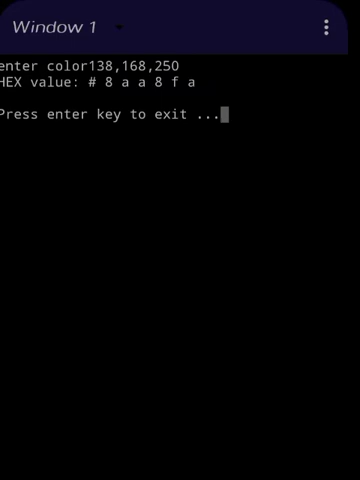 Window 1
enter color138,168,250
HEX value: # 8 a a 8 f a
Press enter key to exit ...